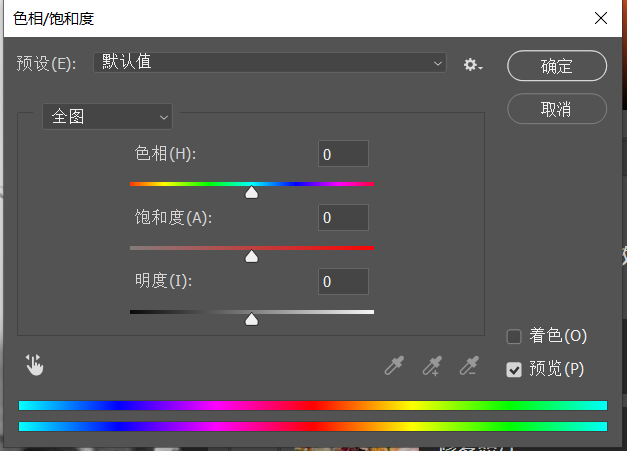 色相/饱和度
预设(E): 默认值
确定
取消
全图
色相(H): 0
饱和度(A): 0
明度(I): 0
着色(O)
预览(P)